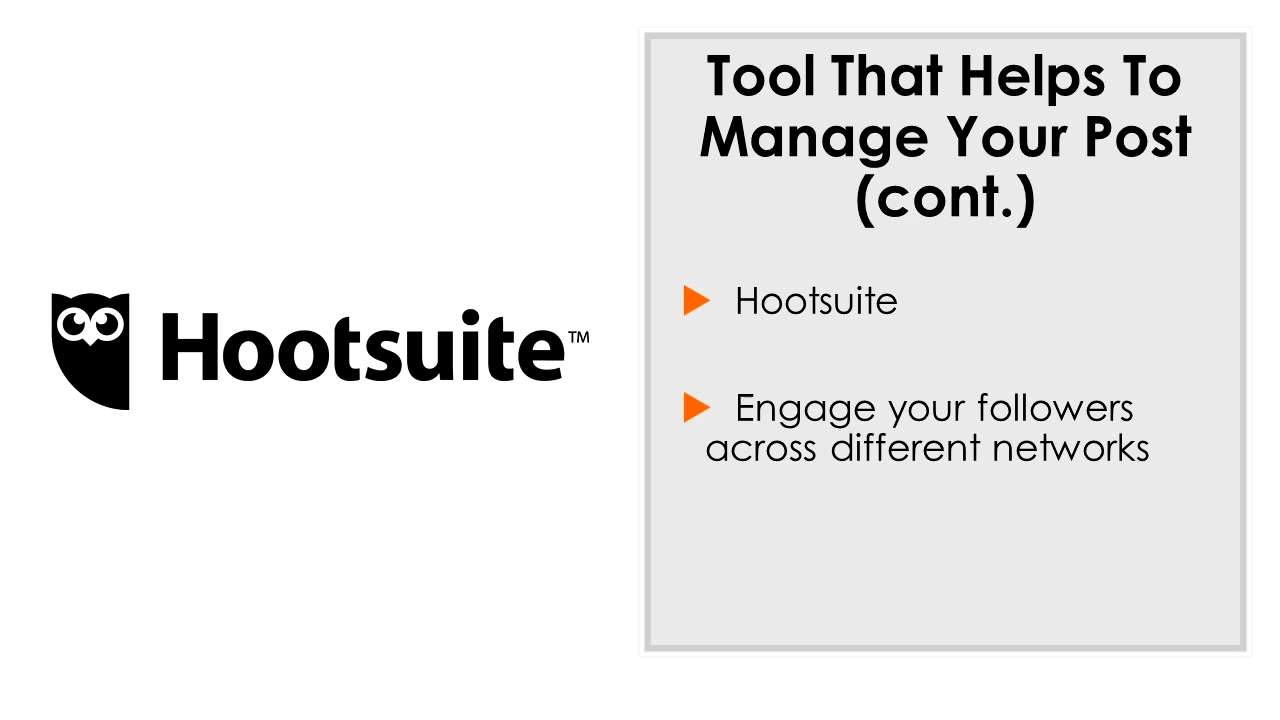 Hootsuite™
Tool That Helps To
Manage Your Post
(cont.)
Hootsuite
Engage your followers
across different networks